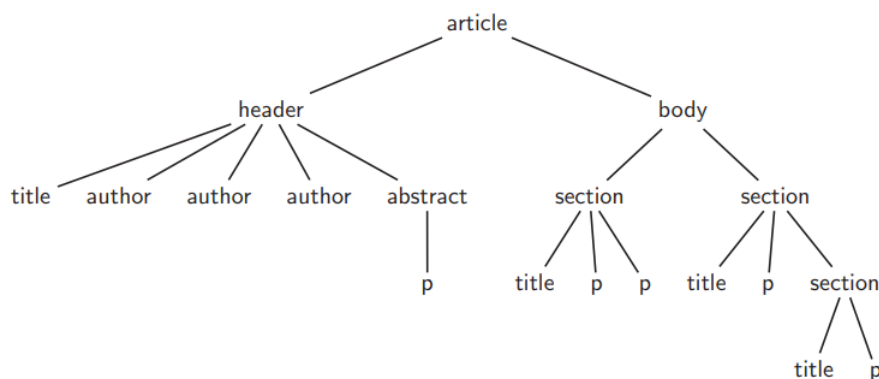 article
header body
title author author author abstract section section
p title p p title p section
title p